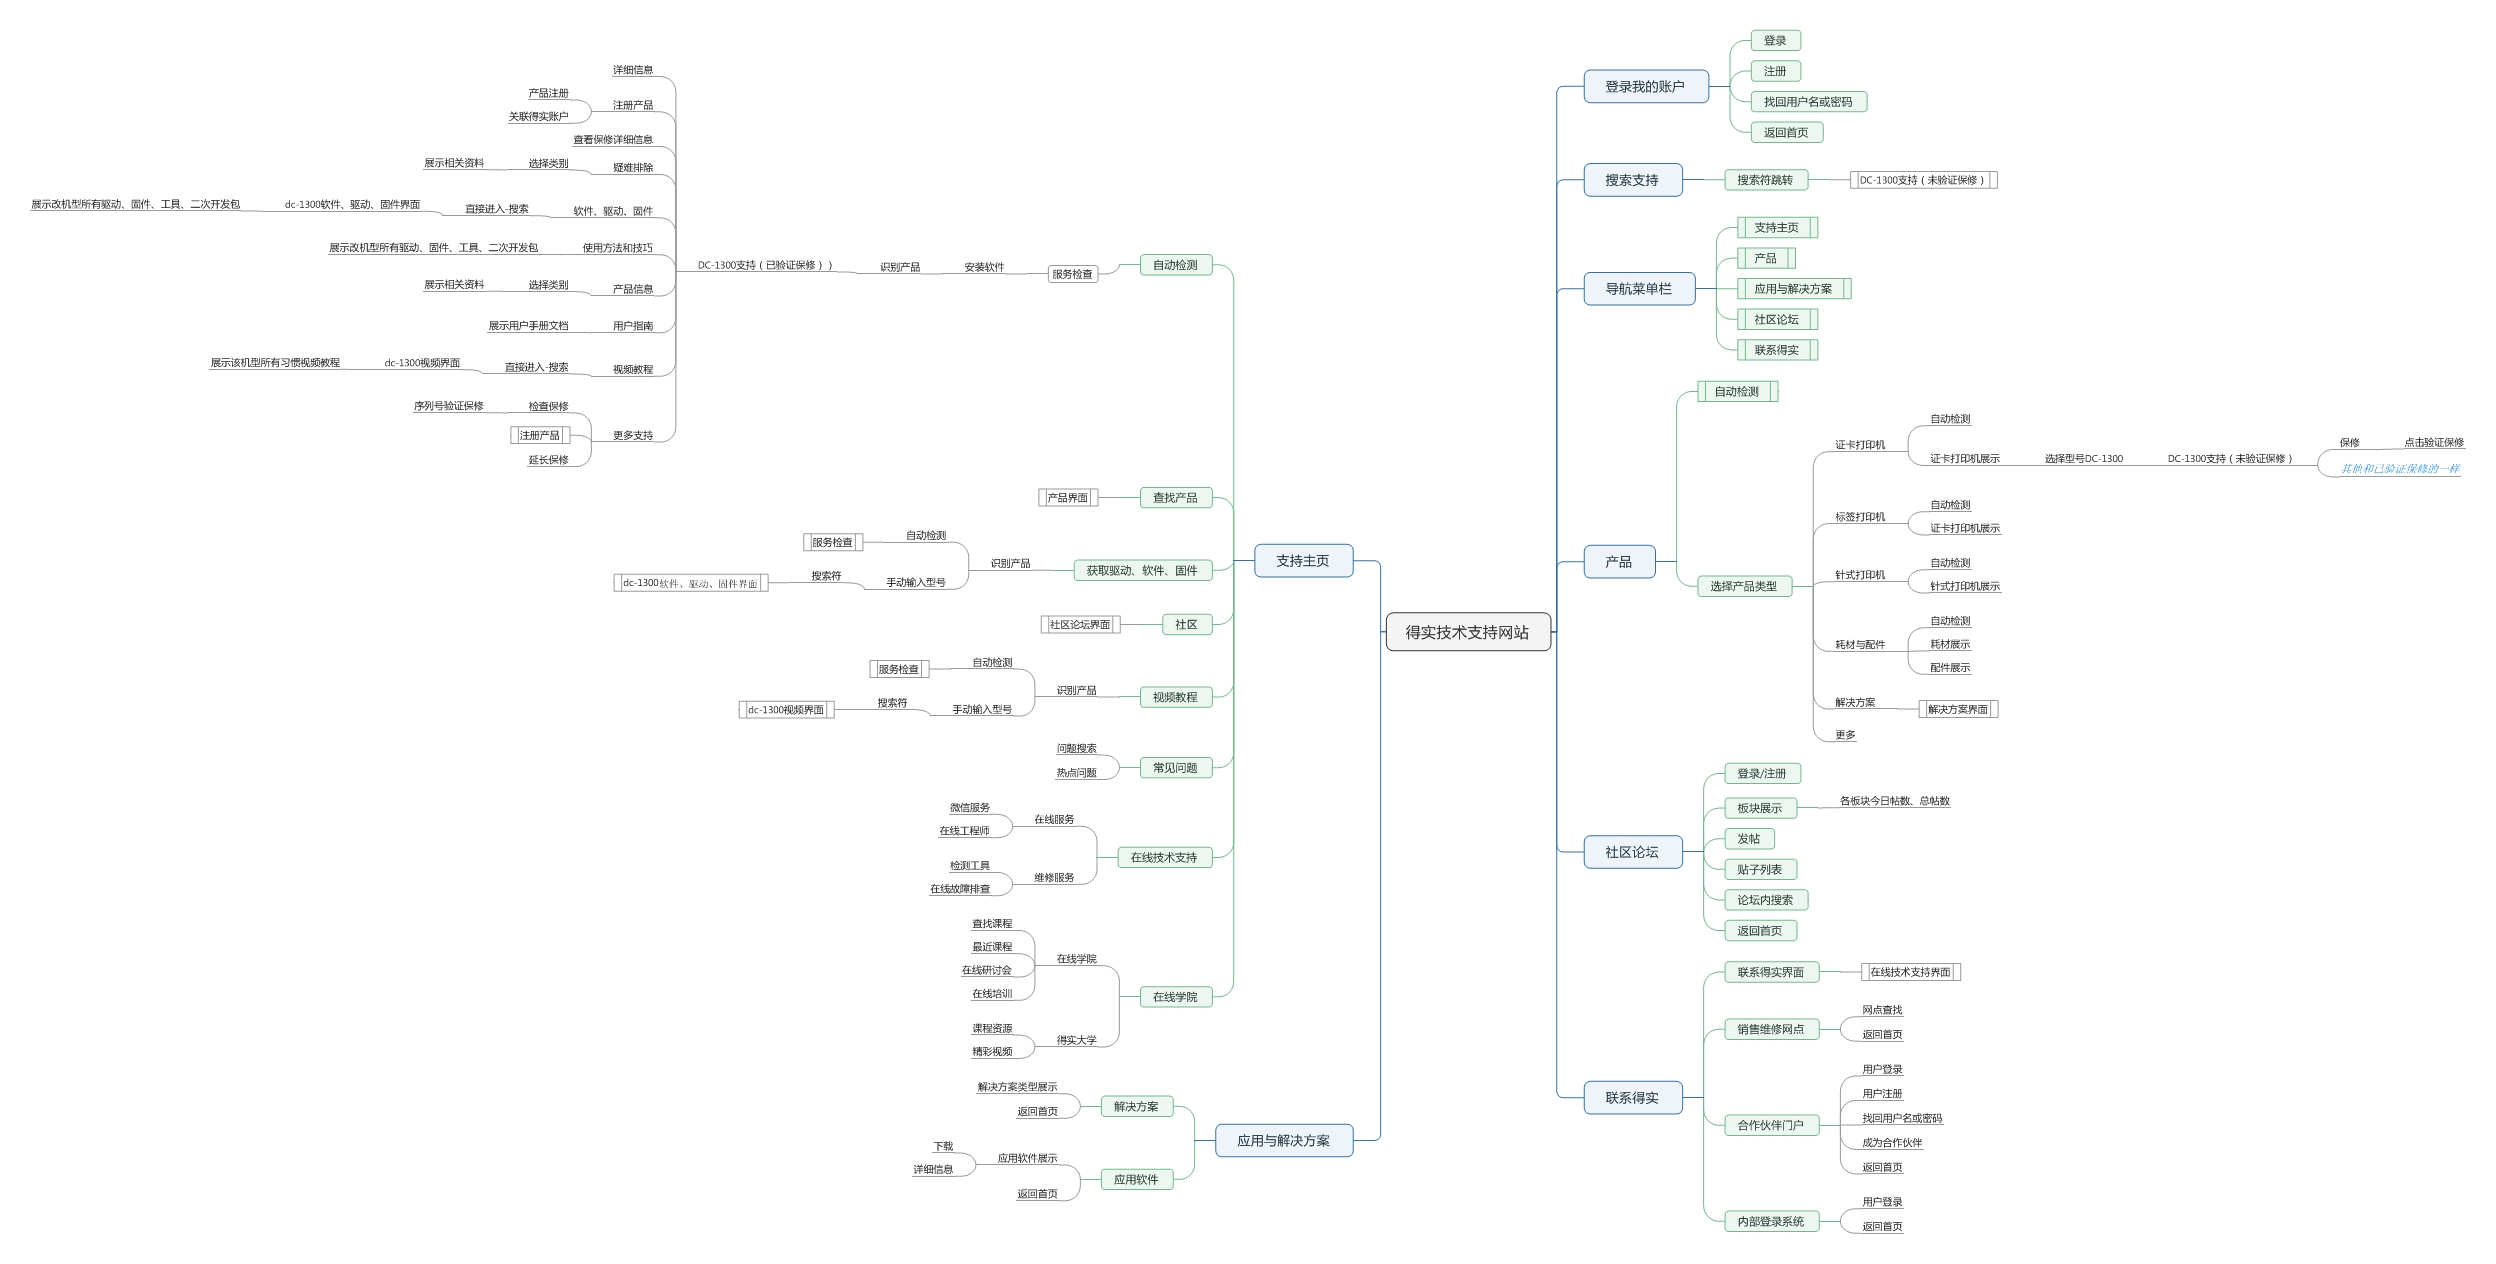 得实技术支持网站
登录我的账户
登录
注册
找回用户名或密码
返回首页
搜索支持
搜索符跳转
DC-1300支持（未验证保修）
导航菜单栏
支持主页
产品
应用与解决方案
社区论坛
联系得实
产品
自动检测
选择产品类型
证卡打印机
自动检测
证卡打印机展示
选择型号DC-1300
DC-1300支持（未验证保修）
保修
点击验证保修
其他和已验证保修的一样
标签打印机
自动检测
证卡打印机展示
针式打印机
自动检测
针式打印机展示
耗材与配件
自动检测
耗材展示
配件展示
解决方案
解决方案界面
更多
社区论坛
登录/注册
板块展示
各板块今日帖数、总帖数
发帖
贴子列表
论坛内搜索
返回首页
联系得实
联系得实界面
在线技术支持界面
销售维修网点
网点查找
返回首页
合作伙伴门户
用户登录
用户注册
找回用户名或密码
成为合作伙伴
返回首页
内部登录系统
用户登录
返回首页
支持主页
自动检测
服务检查
安装软件
识别产品
DC-1300支持（已验证保修））
详细信息
注册产品
产品注册
关联得实账户
查看保修详细信息
疑难排除
选择类别
展示相关资料
软件、驱动、固件
直接进入-搜索
dc-1300软件、驱动、固件界面
展示改机型所有驱动、固件、工具、二次开发包
使用方法和技巧
展示改机型所有驱动、固件、工具、二次开发包
产品信息
选择类别
展示相关资料
用户指南
展示用户手册文档
视频教程
直接进入-搜索
dc-1300视频界面
展示该机型所有习惯视频教程
更多支持
检查保修
序列号验证保修
注册产品
延长保修
查找产品
产品界面
获取驱动、软件、固件
识别产品
自动检测
服务检查
手动输入型号
搜索符
dc-1300软件、驱动、固件界面
社区
社区论坛界面
视频教程
识别产品
自动检测
服务检查
手动输入型号
搜索符
dc-1300视频界面
常见问题
问题搜索
热点问题
在线技术支持
在线服务
微信服务
在线工程师
维修服务
检测工具
在线故障排查
在线学院
在线学院
查找课程
最近课程
在线研讨会
在线培训
得实大学
课程资源
精彩视频
应用与解决方案
解决方案
解决方案类型展示
返回首页
应用软件
应用软件展示
下载
详细信息
返回首页